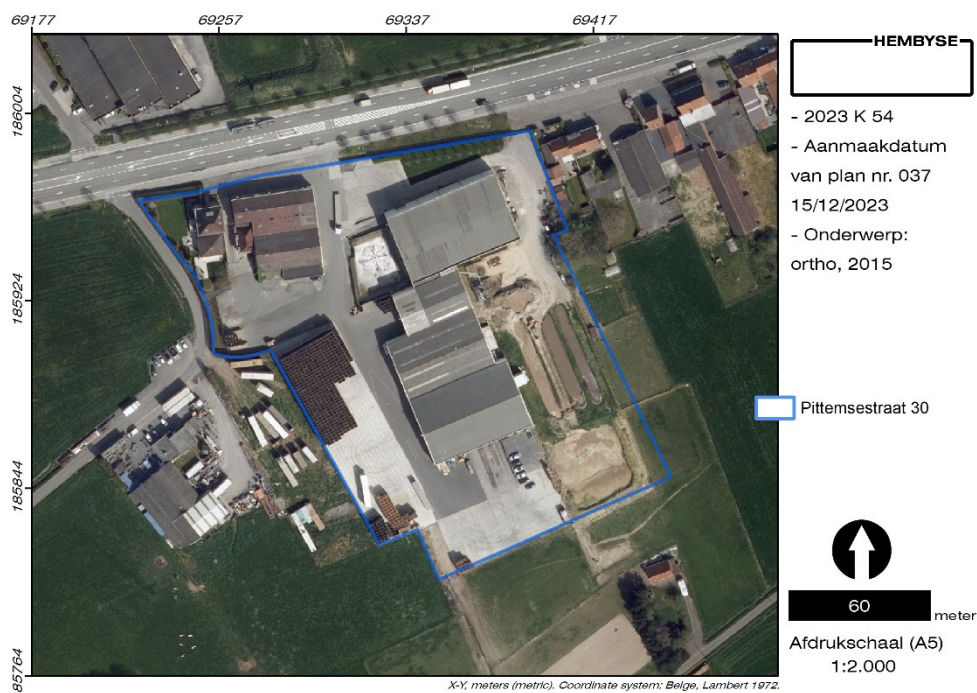 69177 69257 69337 69417
186004
185924
185844
85764
HEMBYSE
- 2023 K 54
- Aanmaakdatum
van plan nr. 037
15/12/2023
- Onderwerp:
ortho, 2015
Pittemsestraat 30
60
meter
Afdrukschaal (A5)
1:2.000
X-Y, meters (metric). Coordinate system: Belge, Lambert 1972.